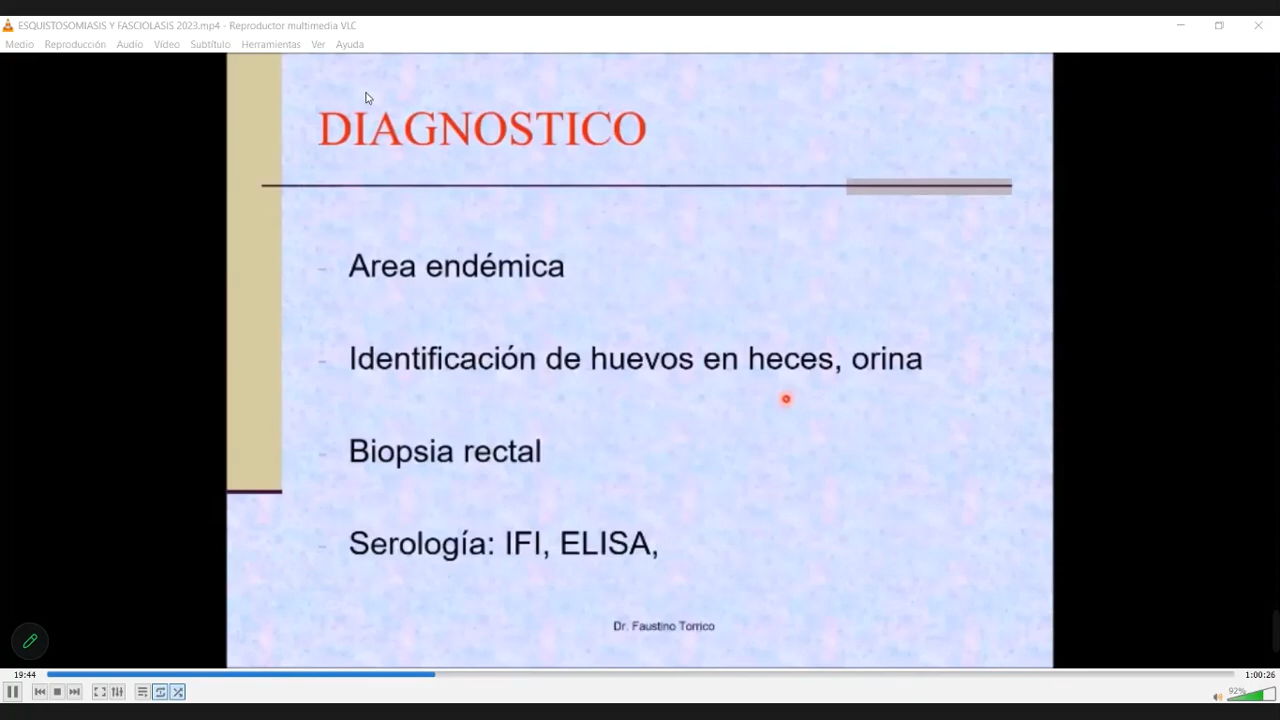 ESQUISTOSOMIASIS Y FASCIOLASIS 2023.mp4 - Reproductor multimedia VLC
Medio Reproducción Audio Vídeo Subtítulo Herramientas Ver Ayuda
DIAGNOSTICO
- Area endémica
- Identificación de huevos en heces, orina
- Biopsia rectal
- Serología: IFI, ELISA,
Dr. Faustino Torrico
19:44 1:00:26
92%